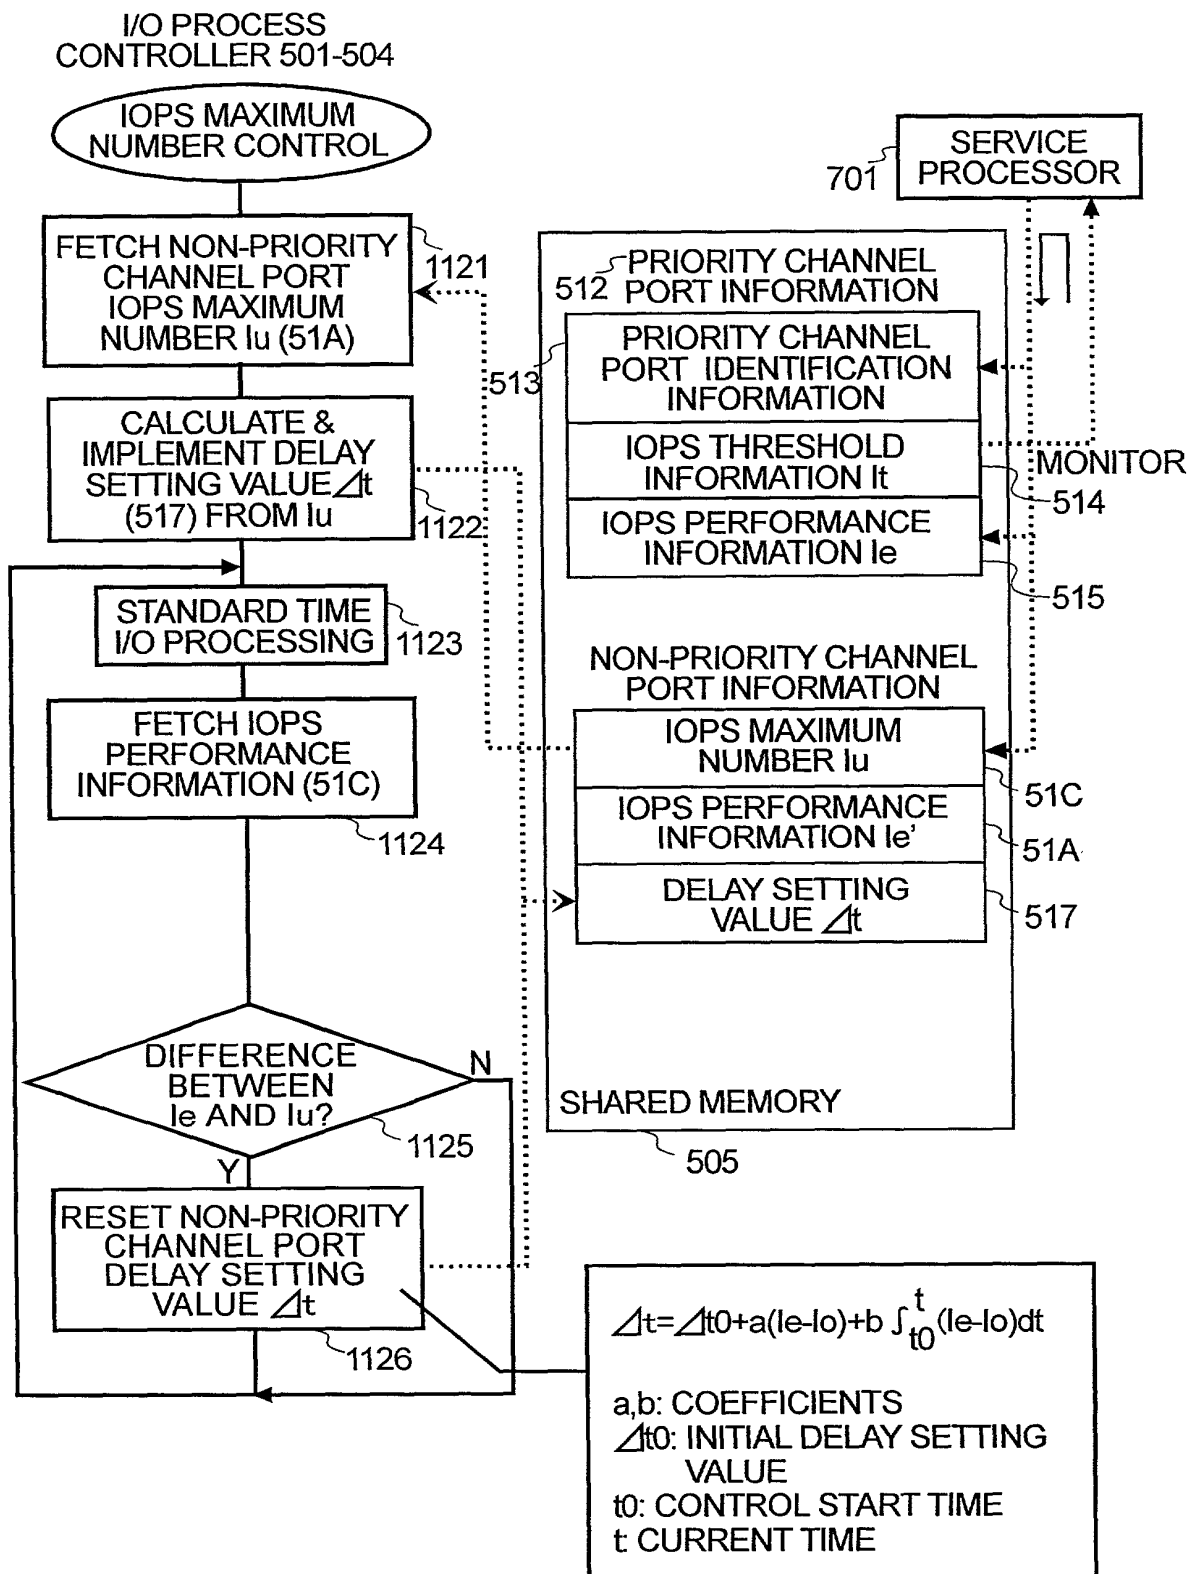 I/O PROCESS
CONTROLLER 501-504
IOPS MAXIMUM
NUMBER CONTROL
FETCH NON-PRIORITY
CHANNEL PORT
IOPS MAXIMUM
NUMBER Iu (51A)
1121
CALCULATE &
IMPLEMENT DELAY
SETTING VALUE ⊿t
(517) FROM Iu
1122
STANDARD TIME
I/O PROCESSING
1123
FETCH IOPS
PERFORMANCE
INFORMATION (51C)
1124
DIFFERENCE
BETWEEN
Ie AND Iu?
N
1125
Y
RESET NON-PRIORITY
CHANNEL PORT
DELAY SETTING
VALUE ⊿t
1126
SERVICE
PROCESSOR
701
512
PRIORITY CHANNEL
PORT INFORMATION
513
PRIORITY CHANNEL
PORT IDENTIFICATION
INFORMATION
IOPS THRESHOLD
INFORMATION It
MONITOR
514
IOPS PERFORMANCE
INFORMATION Ie
515
NON-PRIORITY CHANNEL
PORT INFORMATION
IOPS MAXIMUM
NUMBER Iu
51C
IOPS PERFORMANCE
INFORMATION Ie'
51A
DELAY SETTING
VALUE ⊿t
517
SHARED MEMORY
505
⊿t=⊿t0+a(Ie-Io)+b ∫t0 t (Ie-Io)dt
a,b: COEFFICIENTS
⊿t0: INITIAL DELAY SETTING
VALUE
t0: CONTROL START TIME
t: CURRENT TIME